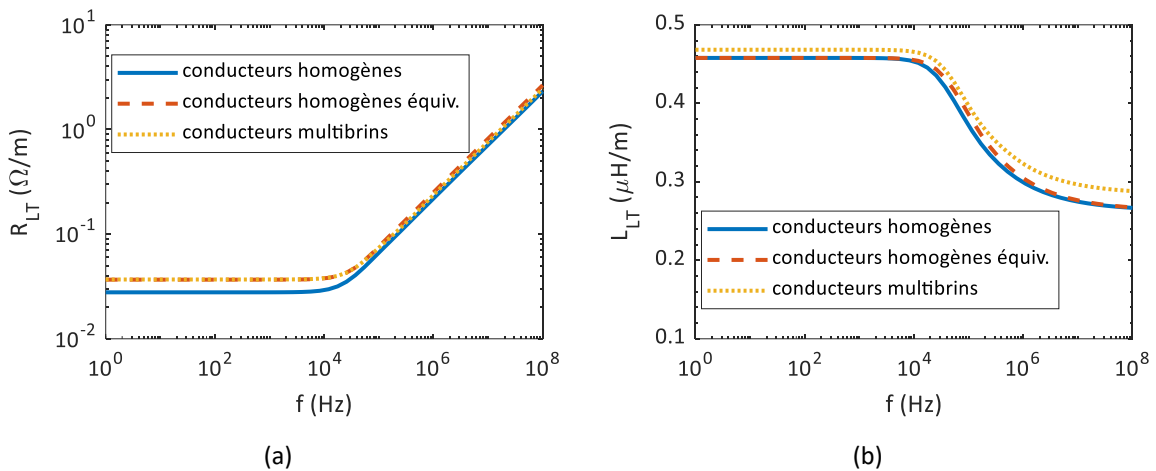 10^1
10^0
10^-1
10^-2
R_LT (Ω/m)
conducteurs homogènes
conducteurs homogènes équiv.
conducteurs multibrins
10^0
10^2
10^4
10^6
10^8
f (Hz)
(a)
0.5
0.4
0.3
0.2
0.1
L_LT (μH/m)
conducteurs homogènes
conducteurs homogènes équiv.
conducteurs multibrins
10^0
10^2
10^4
10^6
10^8
f (Hz)
(b)